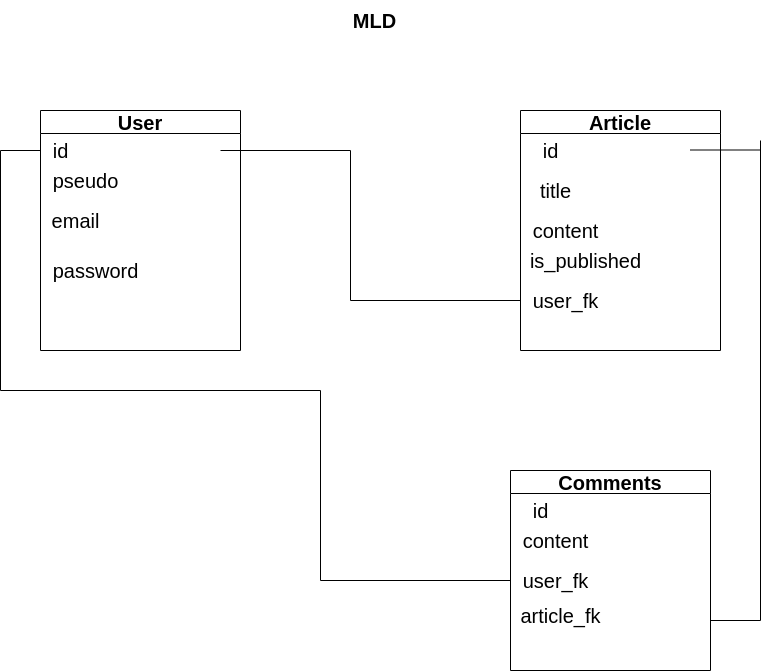 MLD
User
id
pseudo
email
password
Article
id
title
content
is_published
user_fk
Comments
id
content
user_fk
article_fk